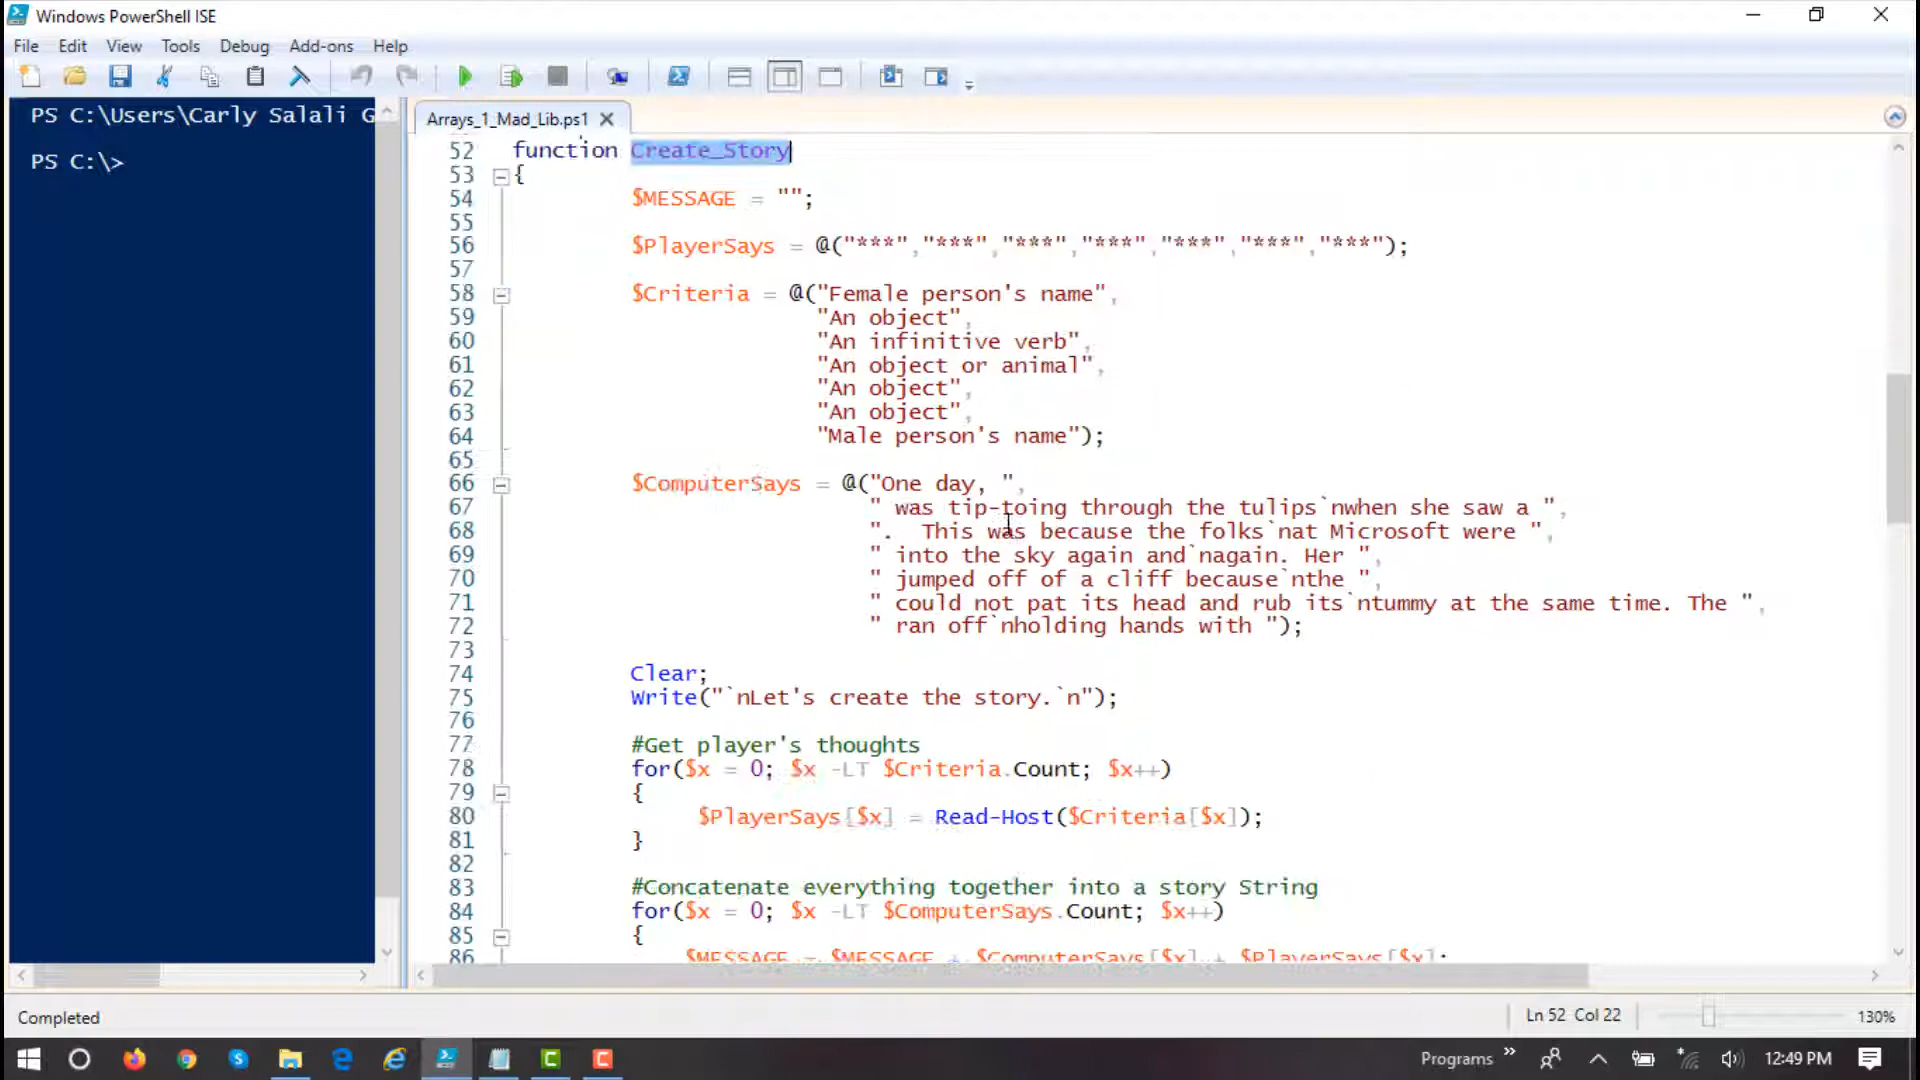 Windows PowerShell ISE
File Edit View Tools Debug Add-ons Help
PS C:\Users\Carly Salali G
PS C:\>
Arrays_1_Mad_Lib.ps1
52 function Create_Story
53 {
54 $MESSAGE = "";
55
56 $PlayerSays = @("***","***","***","***","***","***","***");
57
58 $Criteria = @("Female person's name",
59 "An object",
60 "An infinitive verb",
61 "An object or animal",
62 "An object",
63 "An object",
64 "Male person's name");
65
66 $ComputerSays = @("One day, ",
67 " was tip-toing through the tulips`nwhen she saw a ",
68 ".  This was because the folks`nat Microsoft were ",
69 " into the sky again and`nagain. Her ",
70 " jumped off of a cliff because`nthe ",
71 " could not pat its head and rub its`ntummy at the same time. The ",
72 " ran off`nholding hands with ");
73
74 Clear;
75 Write("`nLet's create the story.`n");
76
77 #Get player's thoughts
78 for($x = 0; $x -LT $Criteria.Count; $x++)
79 {
80 $PlayerSays[$x] = Read-Host($Criteria[$x]);
81 }
82
83 #Concatenate everything together into a story String
84 for($x = 0; $x -LT $ComputerSays.Count; $x++)
85 {
86 $MESSAGE = $MESSAGE + $ComputerSays[$x] + $PlayerSays[$x];
Completed
Ln 52 Col 22
130%
Programs
12:49 PM